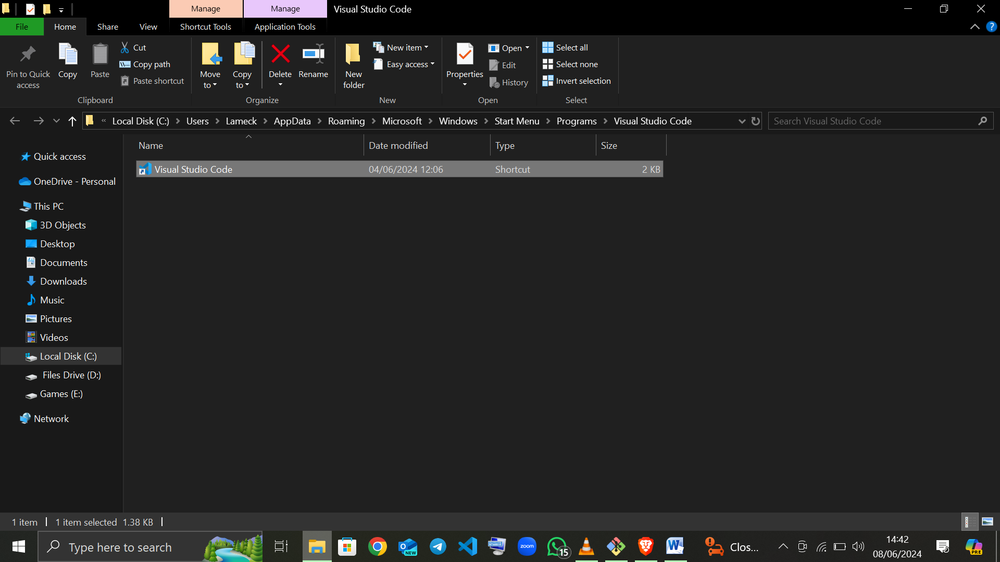 Manage
Manage
Visual Studio Code
File
Home
Share
View
Shortcut Tools
Application Tools
?
Pin to Quick
access
Copy
Paste
Cut
Copy path
Paste shortcut
Clipboard
Move
to
Copy
to
Delete
Rename
Organize
New
folder
New item
Easy access
New
Properties
Open
Edit
History
Open
Select all
Select none
Invert selection
Select
« Local Disk (C:) > Users > Lameck > AppData > Roaming > Microsoft > Windows > Start Menu > Programs > Visual Studio Code
Search Visual Studio Code
Name
Date modified
Type
Size
Visual Studio Code
04/06/2024 12:06
Shortcut
2 KB
Quick access
OneDrive - Personal
This PC
3D Objects
Desktop
Documents
Downloads
Music
Pictures
Videos
Local Disk (C:)
Files Drive (D:)
Games (E:)
Network
1 item
1 item selected 1.38 KB
Type here to search
NEW
zoom
15
W
Clos...
14:42
08/06/2024
PRE